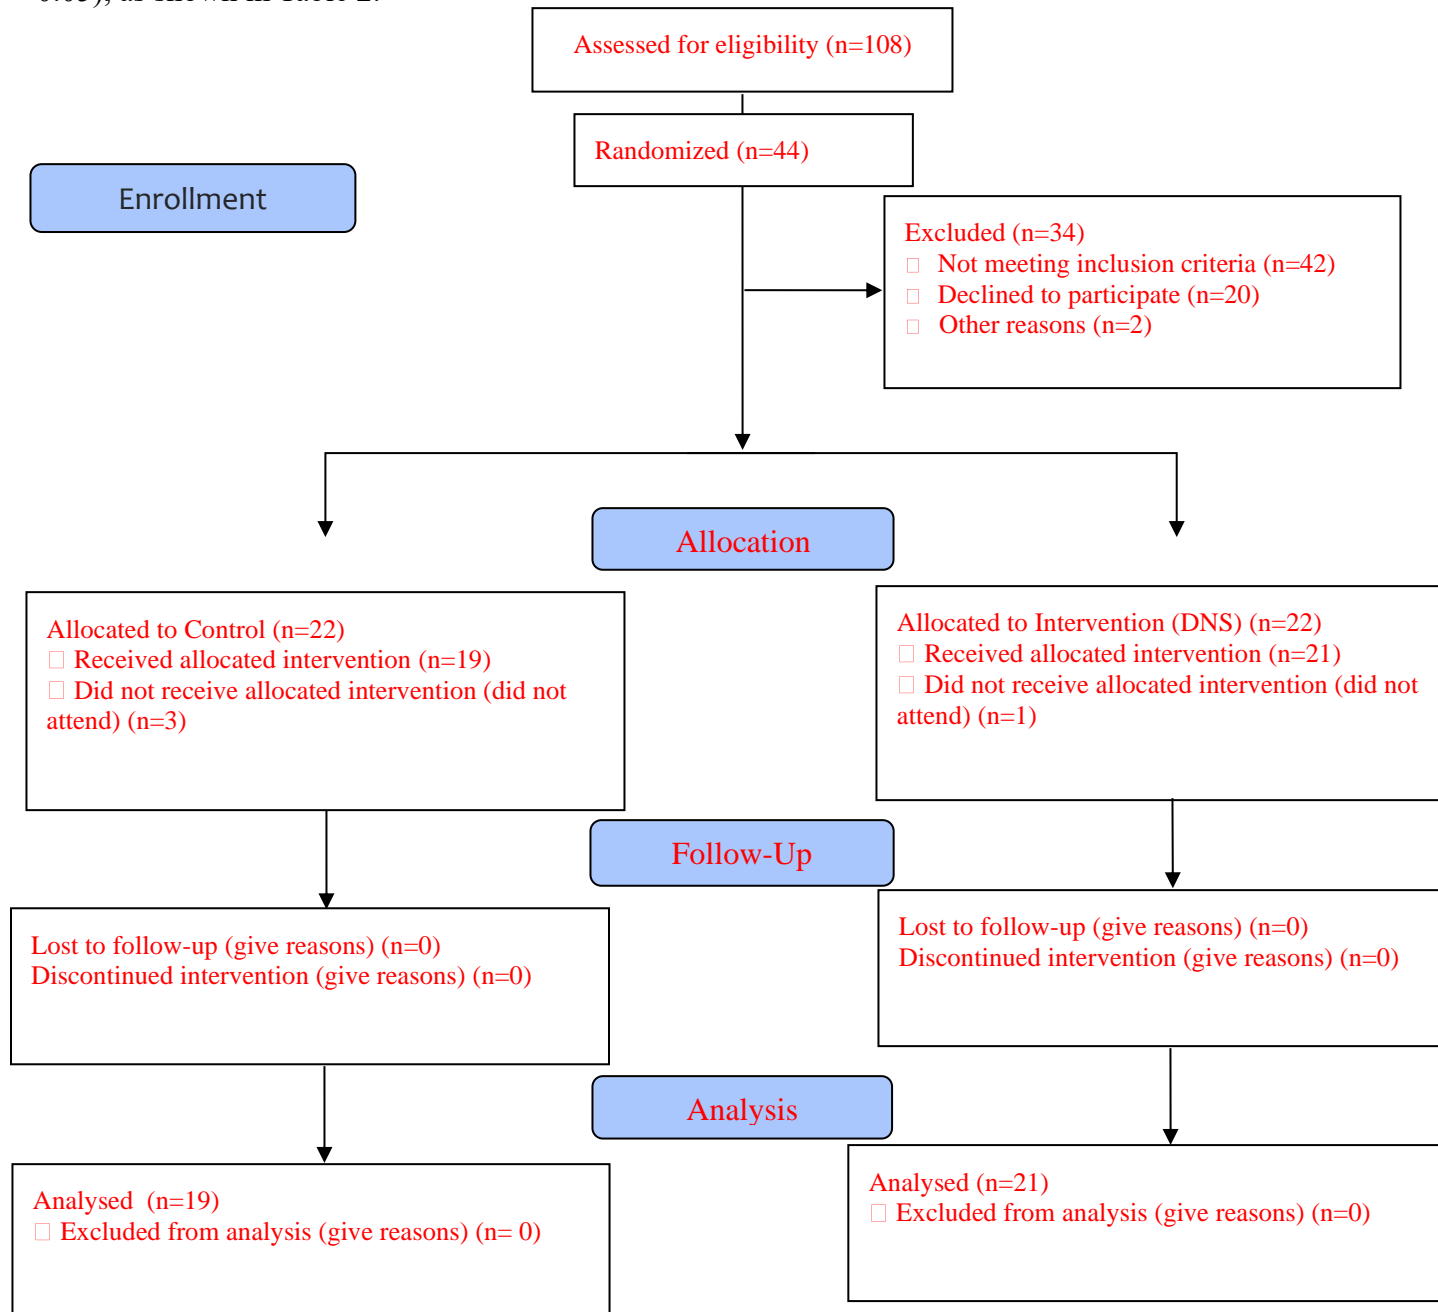 Assessed for eligibility (n=108)
Randomized (n=44)
Enrollment
Excluded (n=34)
Not meeting inclusion criteria (n=42)
Declined to participate (n=20)
Other reasons (n=2)
Allocation
Allocated to Control (n=22)
Received allocated intervention (n=19)
Did not receive allocated intervention (did not
attend) (n=3)
Allocated to Intervention (DNS) (n=22)
Received allocated intervention (n=21)
Did not receive allocated intervention (did not
attend) (n=1)
Follow-Up
Lost to follow-up (give reasons) (n=0)
Discontinued intervention (give reasons) (n=0)
Lost to follow-up (give reasons) (n=0)
Discontinued intervention (give reasons) (n=0)
Analysis
Analysed (n=19)
Excluded from analysis (give reasons) (n= 0)
Analysed (n=21)
Excluded from analysis (give reasons) (n=0)